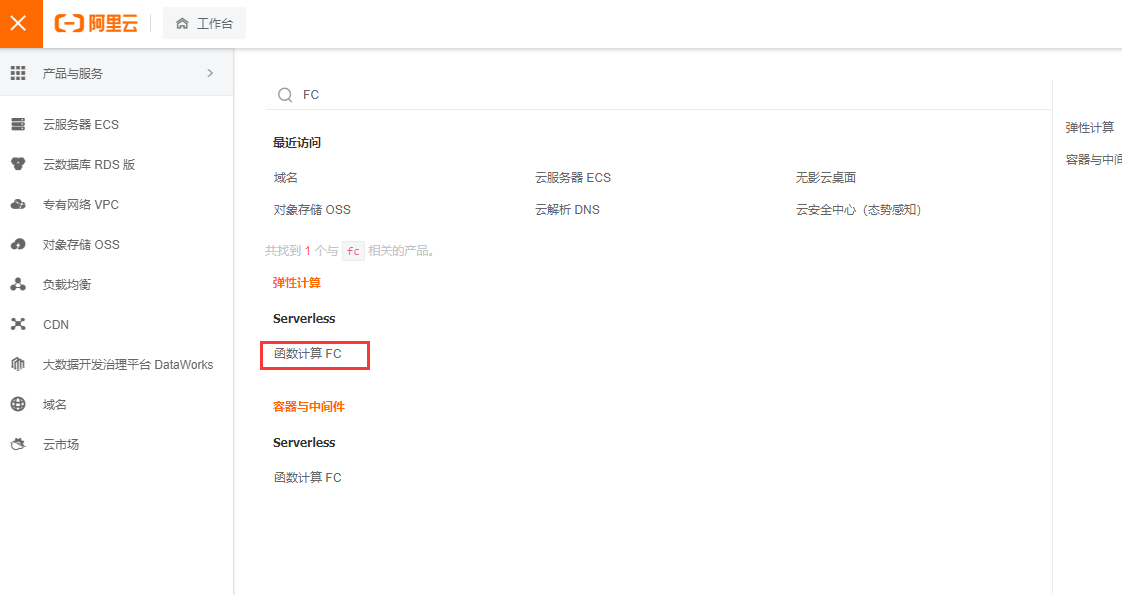 阿里云
工作台
产品与服务
云服务器 ECS
云数据库 RDS 版
专有网络 VPC
对象存储 OSS
负载均衡
CDN
大数据开发治理平台 DataWorks
域名
云市场
FC
最近访问
域名 云服务器 ECS 无影云桌面
对象存储 OSS 云解析 DNS 云安全中心（态势感知）
共找到 1 个与 fc 相关的产品。
弹性计算
Serverless
函数计算 FC
容器与中间件
Serverless
函数计算 FC
弹性计算
容器与中间